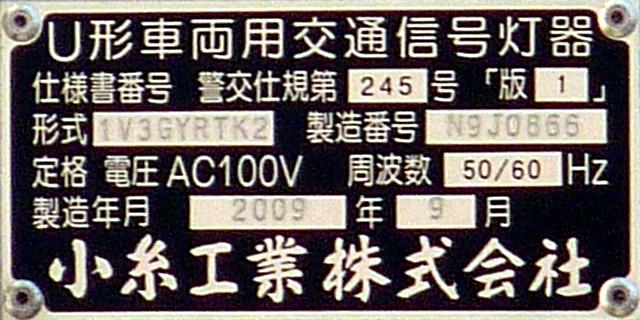 U形車両用交通信号灯器
仕様書番号 警交仕規第 245 号 「版 1 」
形式 1V3GYRTK2 製造番号 N9J0866
定格 電圧 AC100V 周波数 50/60 Hz
製造年月 2009 年 9 月
小糸工業株式会社